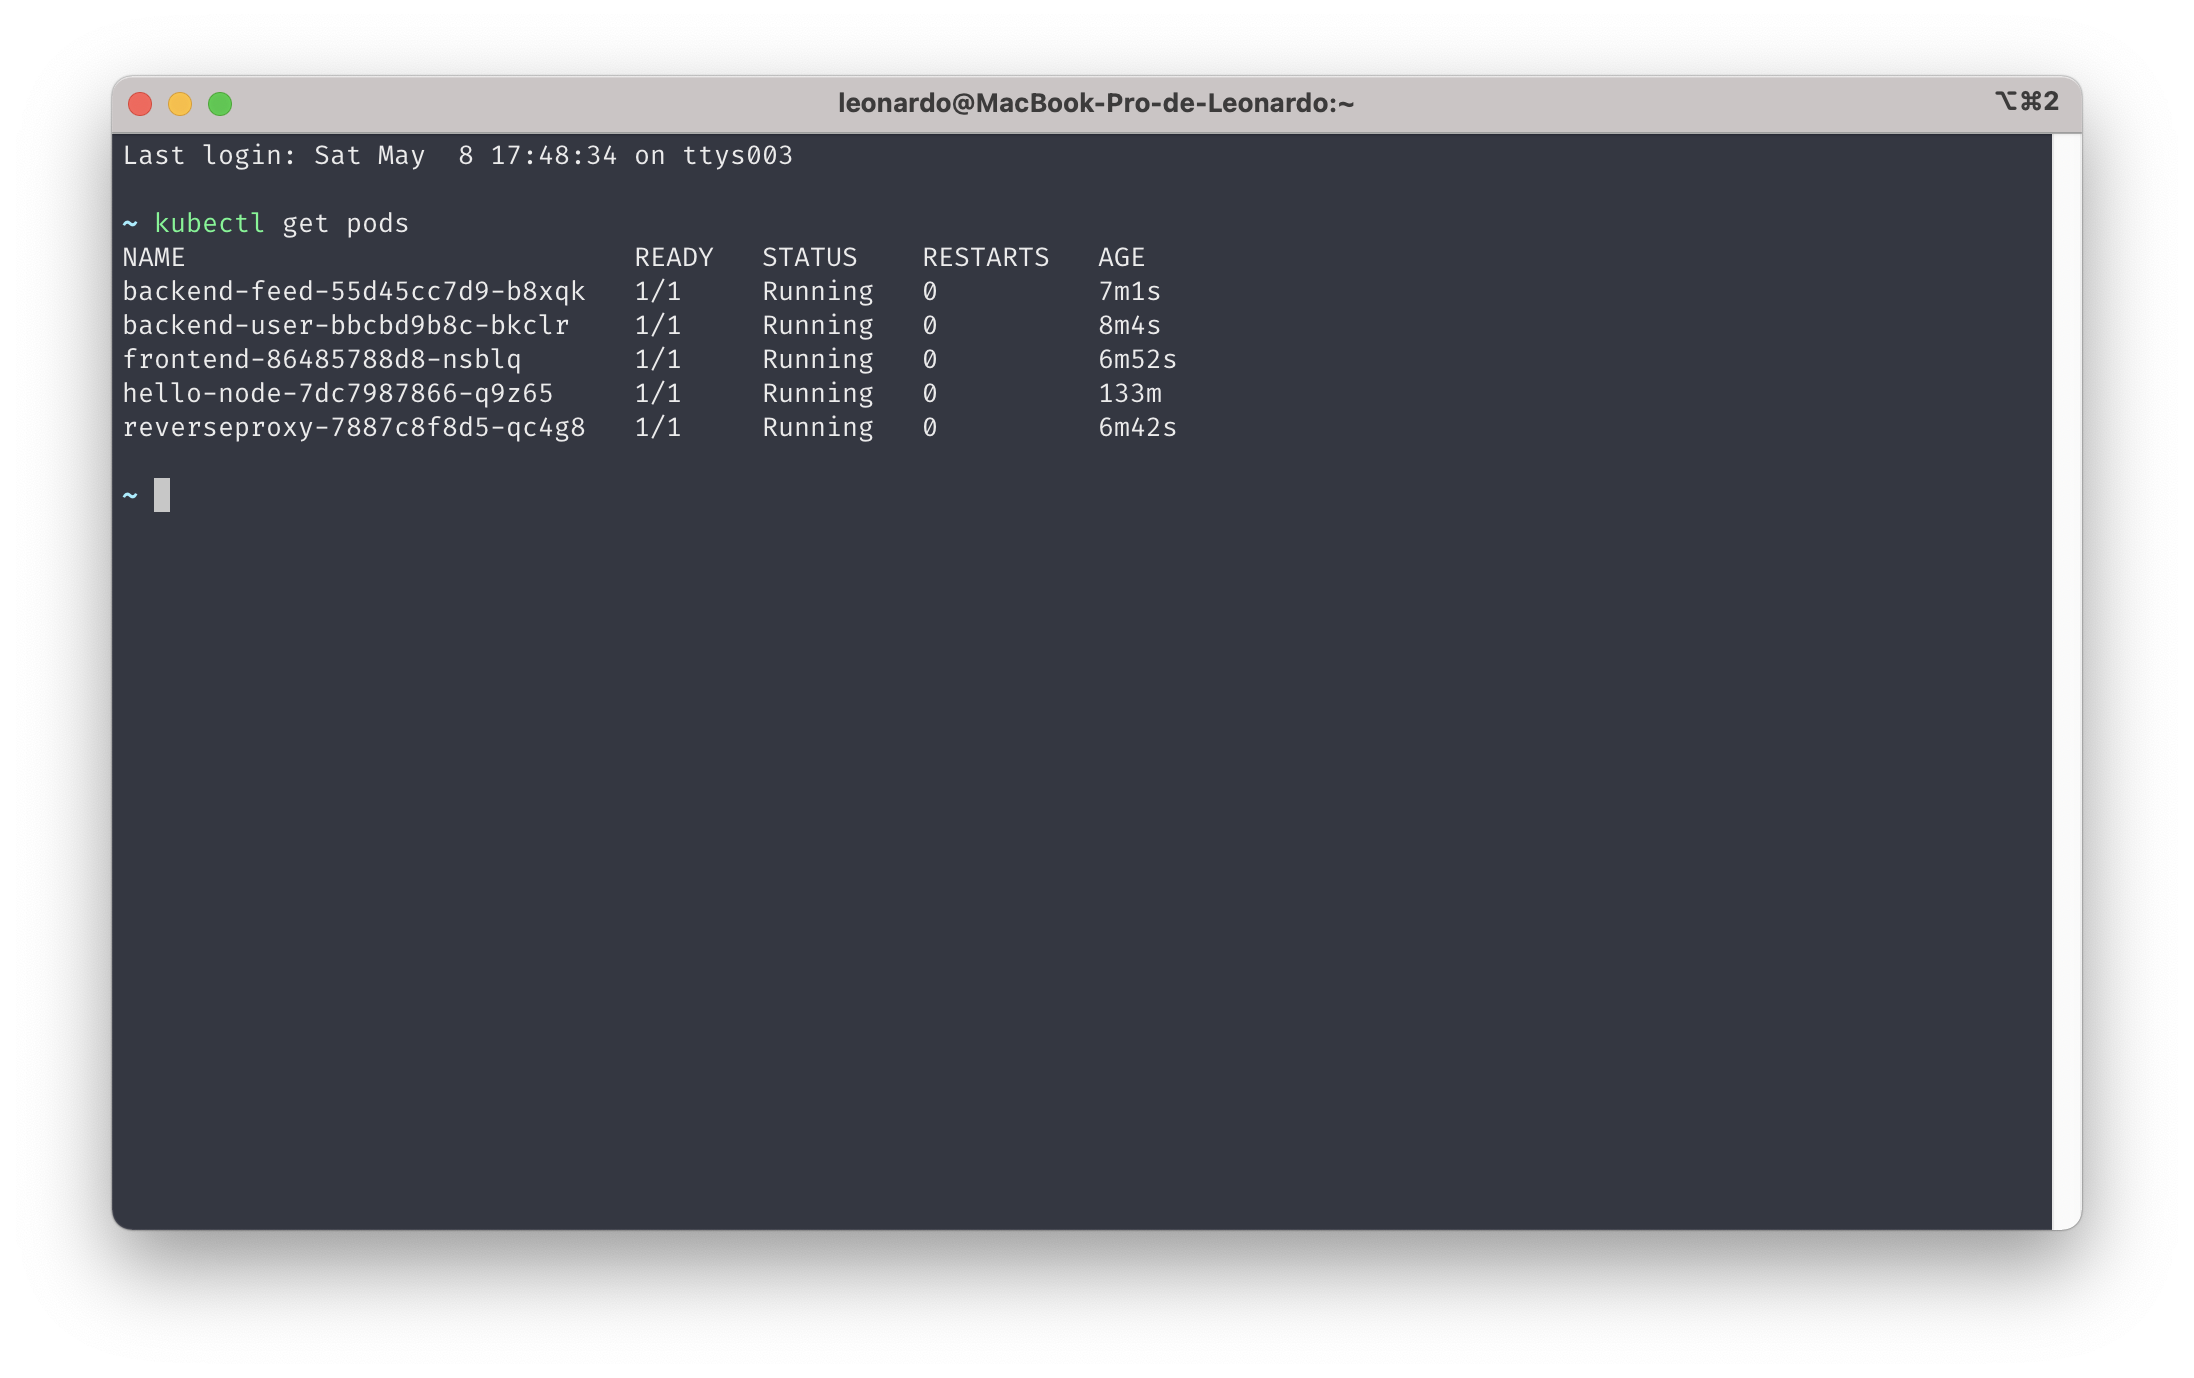 leonardo@MacBook-Pro-de-Leonardo:~ ⌥⌘2
Last login: Sat May  8 17:48:34 on ttys003
~ kubectl get pods
NAME                            READY   STATUS    RESTARTS   AGE
backend-feed-55d45cc7d9-b8xqk   1/1     Running   0          7m1s
backend-user-bbcbd9b8c-bkclr    1/1     Running   0          8m4s
frontend-86485788d8-nsblq       1/1     Running   0          6m52s
hello-node-7dc7987866-q9z65     1/1     Running   0          133m
reverseproxy-7887c8f8d5-qc4g8   1/1     Running   0          6m42s
~